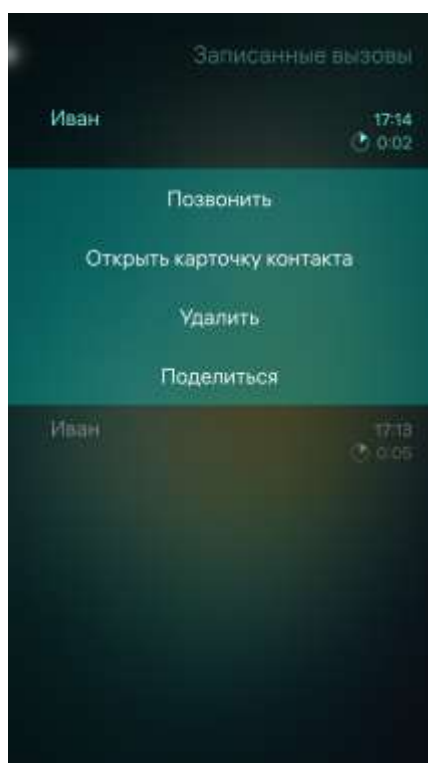 Записанные вызовы
Иван 17:14
0:02
Позвонить
Открыть карточку контакта
Удалить
Поделиться
Иван 17:13
0:05